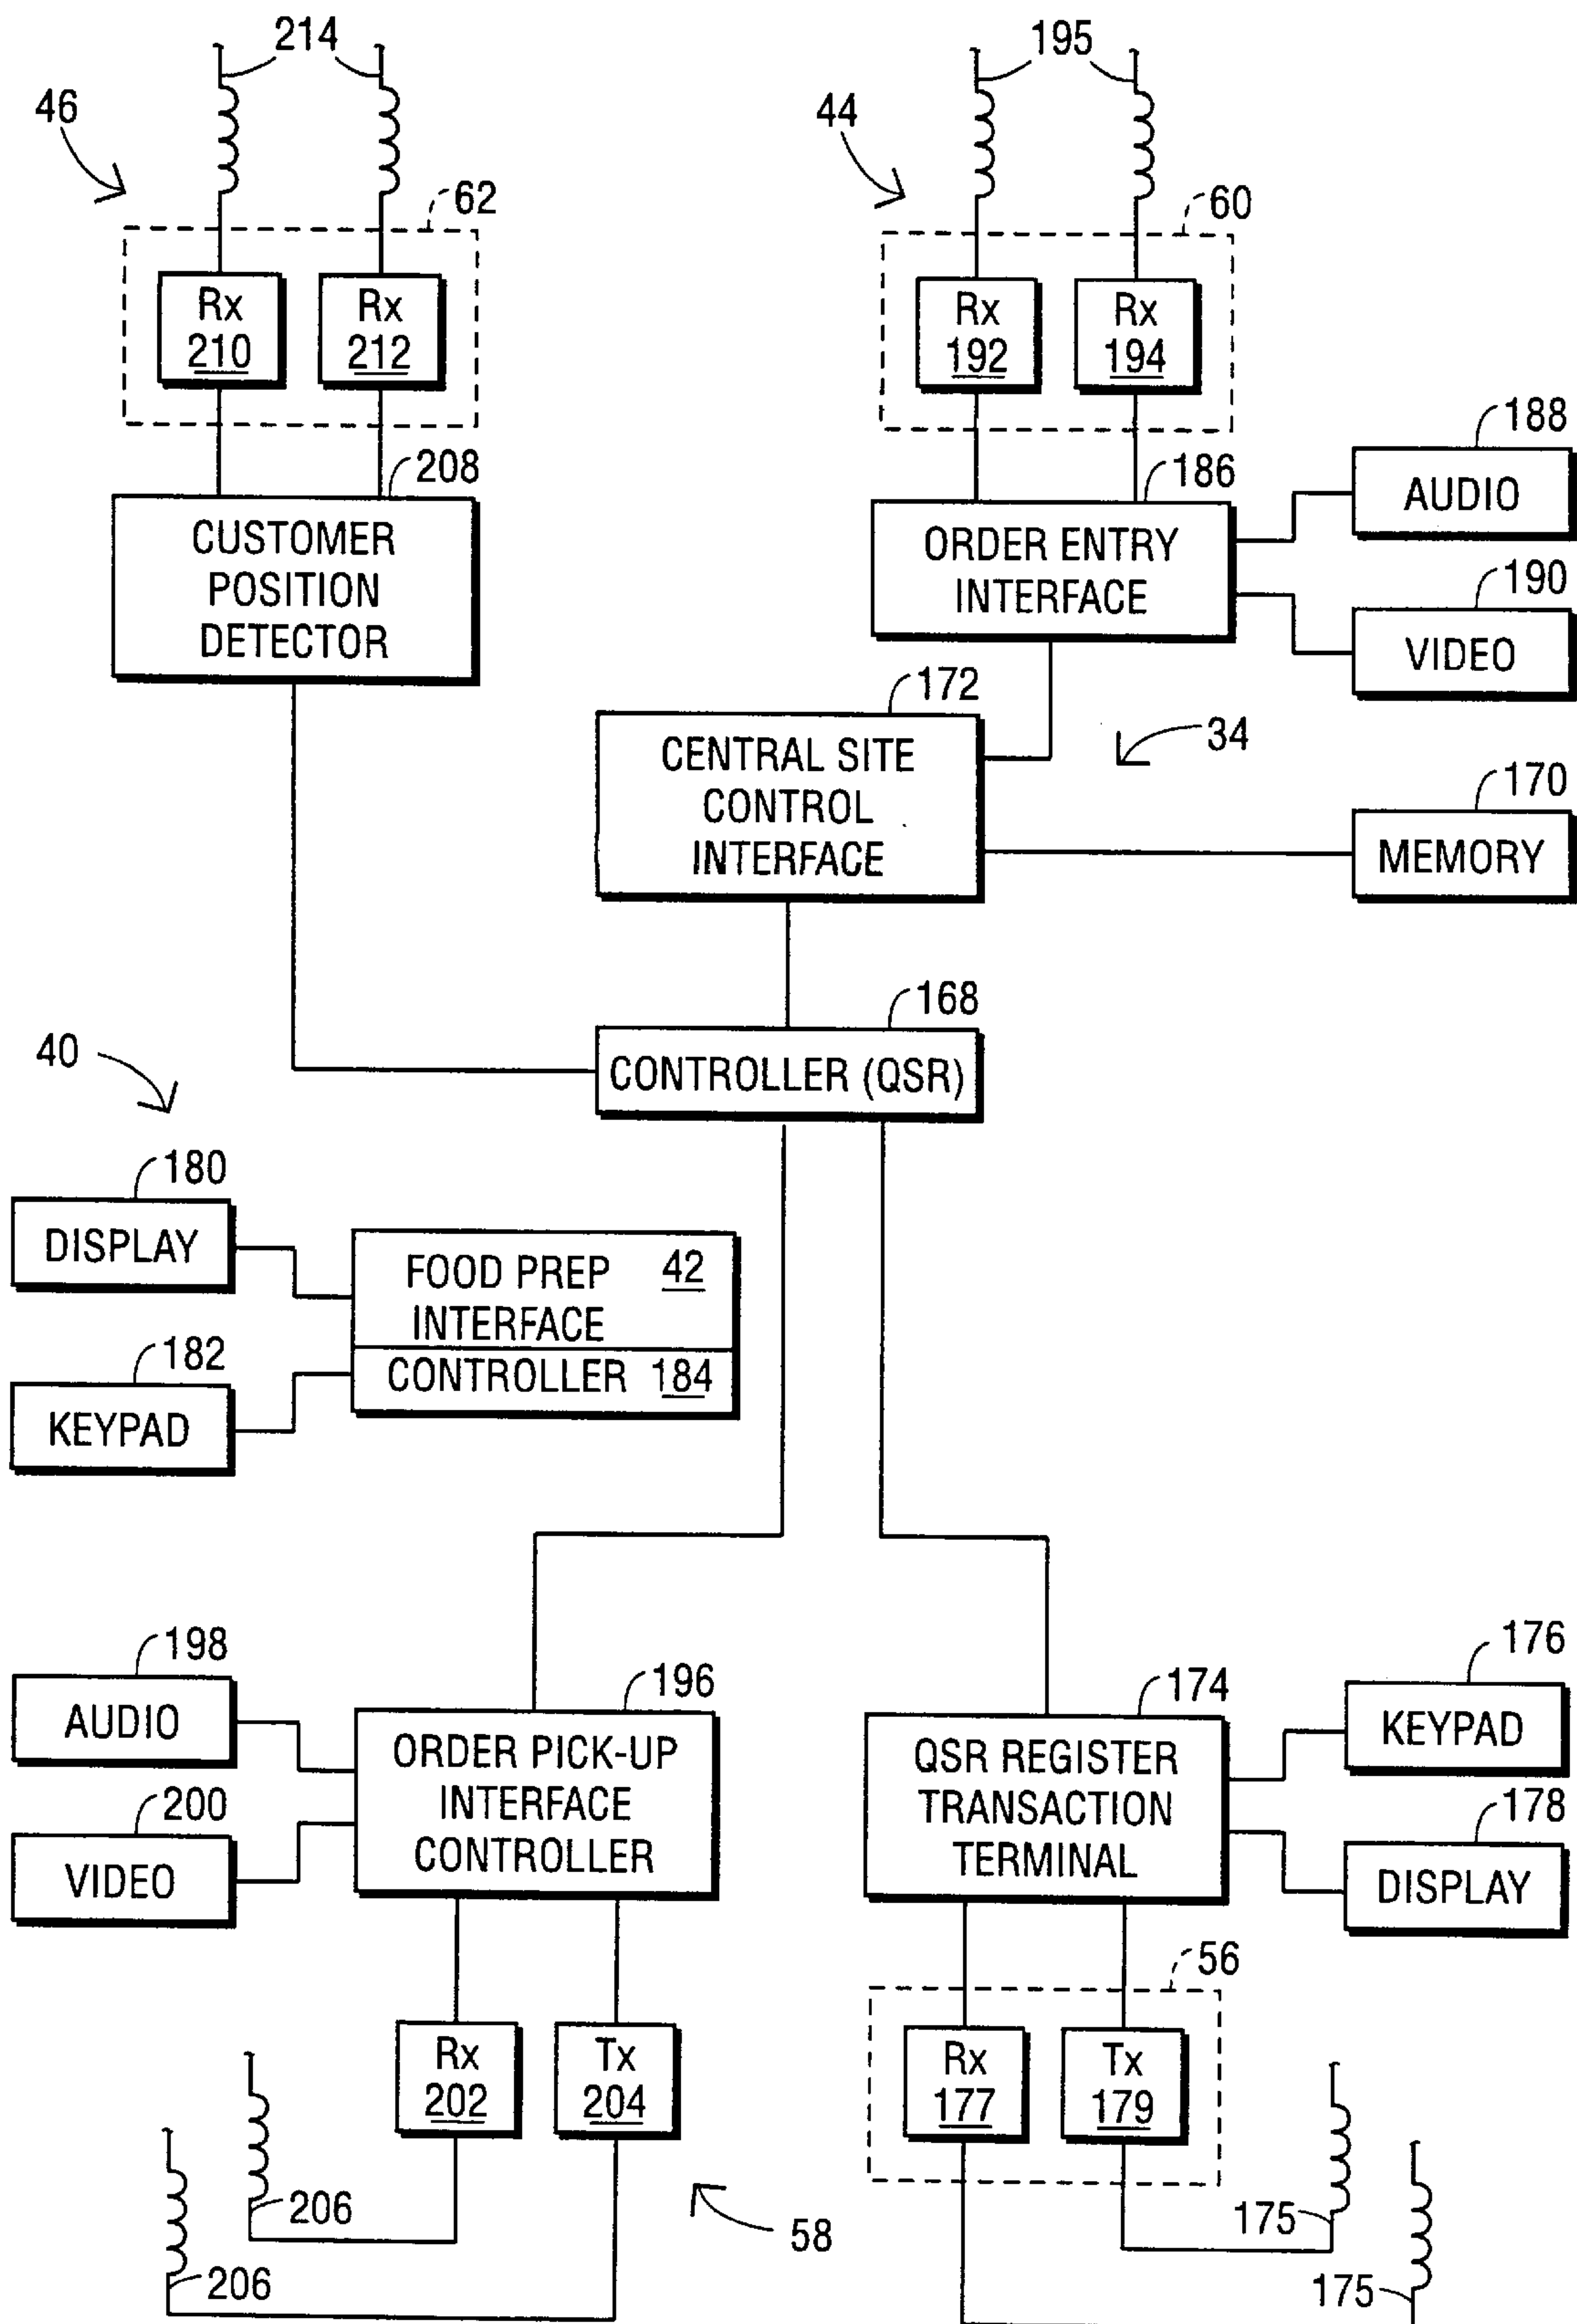 214
195
46
44
62
60
Rx
210
Rx
212
Rx
192
Rx
194
208
186
188
CUSTOMER
POSITION
DETECTOR
ORDER ENTRY
INTERFACE
AUDIO
190
VIDEO
172
34
CENTRAL SITE
CONTROL
INTERFACE
170
MEMORY
168
CONTROLLER (QSR)
40
180
DISPLAY
FOOD PREP 42
INTERFACE
182
CONTROLLER 184
KEYPAD
198
AUDIO
196
ORDER PICK-UP
INTERFACE
CONTROLLER
200
VIDEO
174
QSR REGISTER
TRANSACTION
TERMINAL
176
KEYPAD
178
DISPLAY
56
Rx
202
Tx
204
Rx
177
Tx
179
206
58
175
206
175